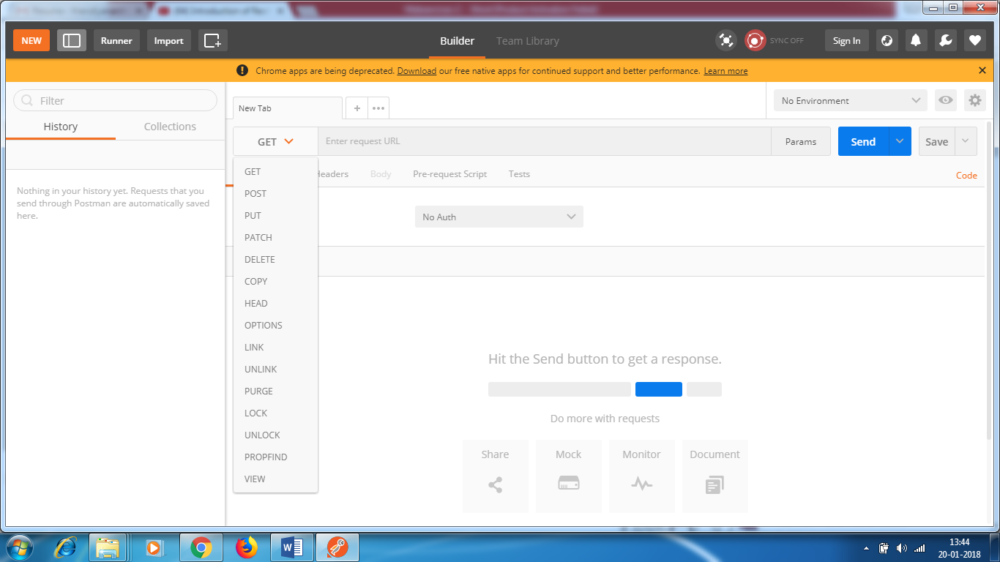 NEW
Runner
Import
Builder
Team Library
SYNC OFF
Sign In
Chrome apps are being deprecated. Download our free native apps for continued support and better performance. Learn more
Filter
History
Collections
Nothing in your history yet. Requests that you
send through Postman are automatically saved
here.
New Tab
No Environment
GET
Enter request URL
Params
Send
Save
Headers
Body
Pre-request Script
Tests
Code
GET
POST
PUT
PATCH
DELETE
COPY
HEAD
OPTIONS
LINK
UNLINK
PURGE
LOCK
UNLOCK
PROPFIND
VIEW
No Auth
Hit the Send button to get a response.
Do more with requests
Share
Mock
Monitor
Document
13:44
20-01-2018